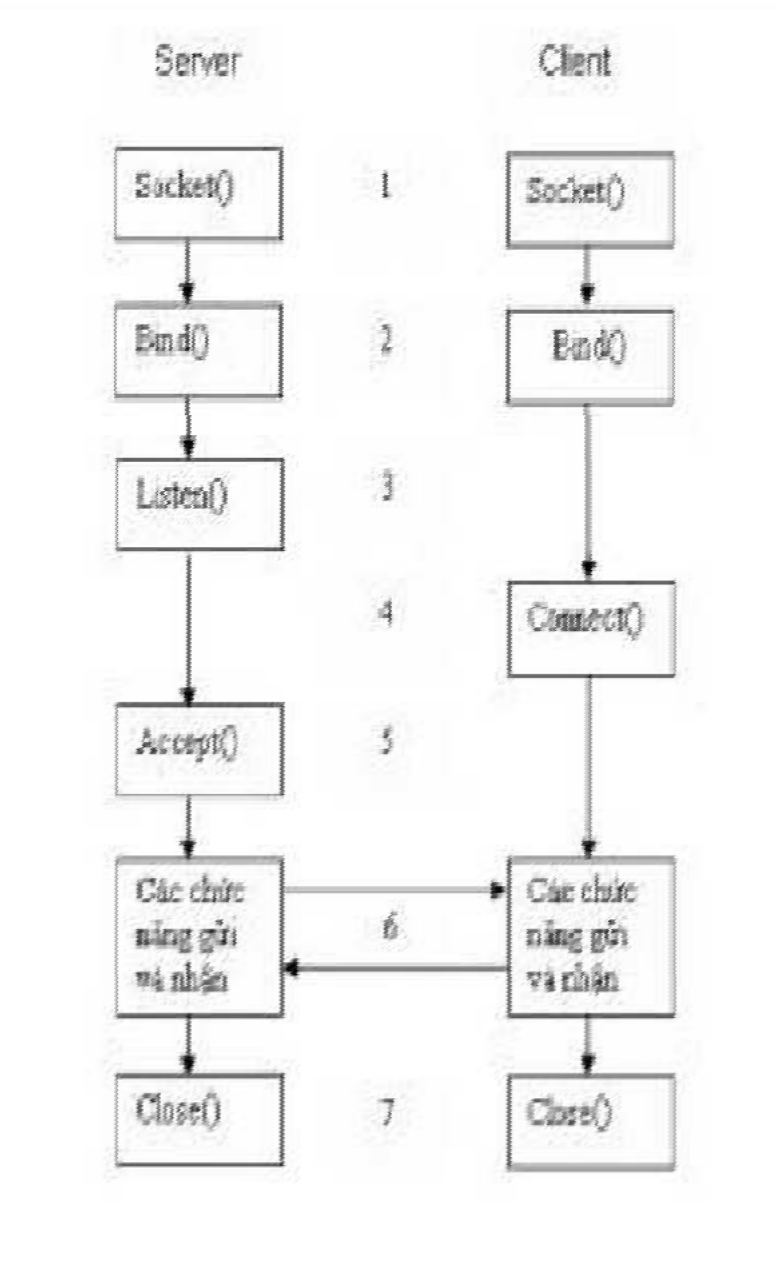 Server
Client
Socket()
1
Socket()
Bind()
2
Bind()
Listen()
3
4
Connect()
Accept()
5
Các chức
năng gửi
và nhận
6
Các chức
năng gửi
và nhận
Close()
7
Close()